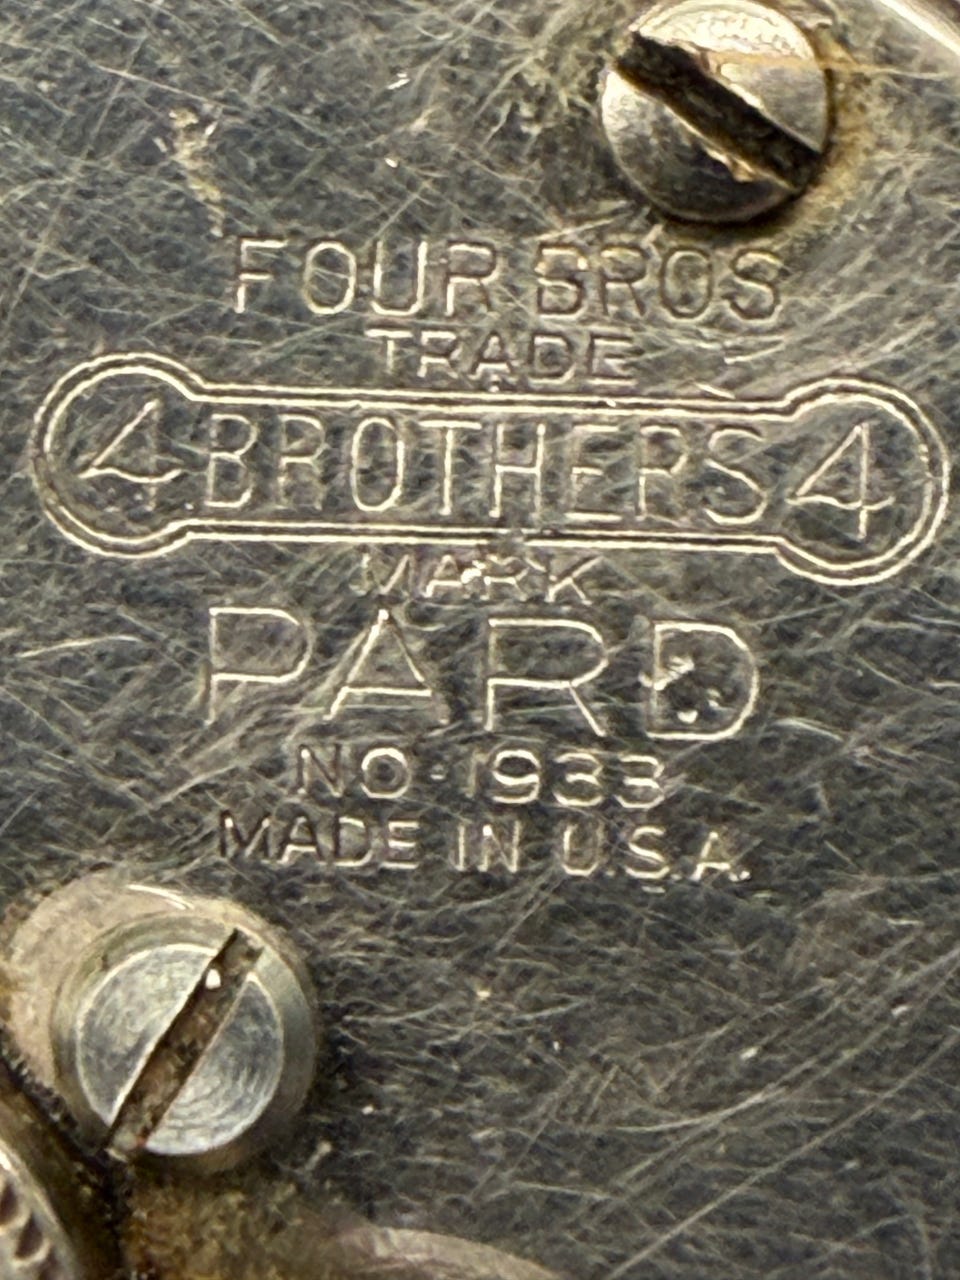 FOUR BROS
TRADE
4 BROTHERS 4
MARK
PARD
NO 1933
MADE IN U.S.A.